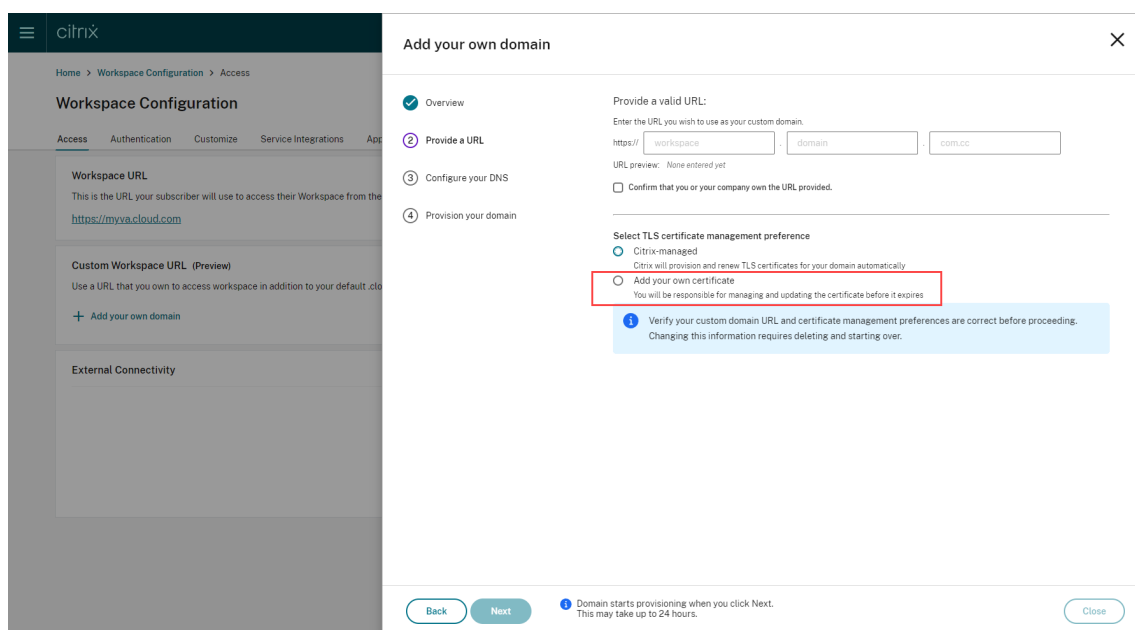 citrix
Home > Workspace Configuration > Access
Workspace Configuration
Access Authentication Customize Service Integrations App
Workspace URL
This is the URL your subscriber will use to access their Workspace from the
https://myva.cloud.com
Custom Workspace URL (Preview)
Use a URL that you own to access workspace in addition to your default .clo
+ Add your own domain
External Connectivity
Add your own domain
Overview
2 Provide a URL
3 Configure your DNS
4 Provision your domain
Provide a valid URL:
Enter the URL you wish to use as your custom domain.
https:// workspace . domain . com.cc
URL preview: None entered yet
Confirm that you or your company own the URL provided.
Select TLS certificate management preference
Citrix-managed
Citrix will provision and renew TLS certificates for your domain automatically
Add your own certificate
You will be responsible for managing and updating the certificate before it expires
Verify your custom domain URL and certificate management preferences are correct before proceeding.
Changing this information requires deleting and starting over.
Back Next
Domain starts provisioning when you click Next.
This may take up to 24 hours.
Close